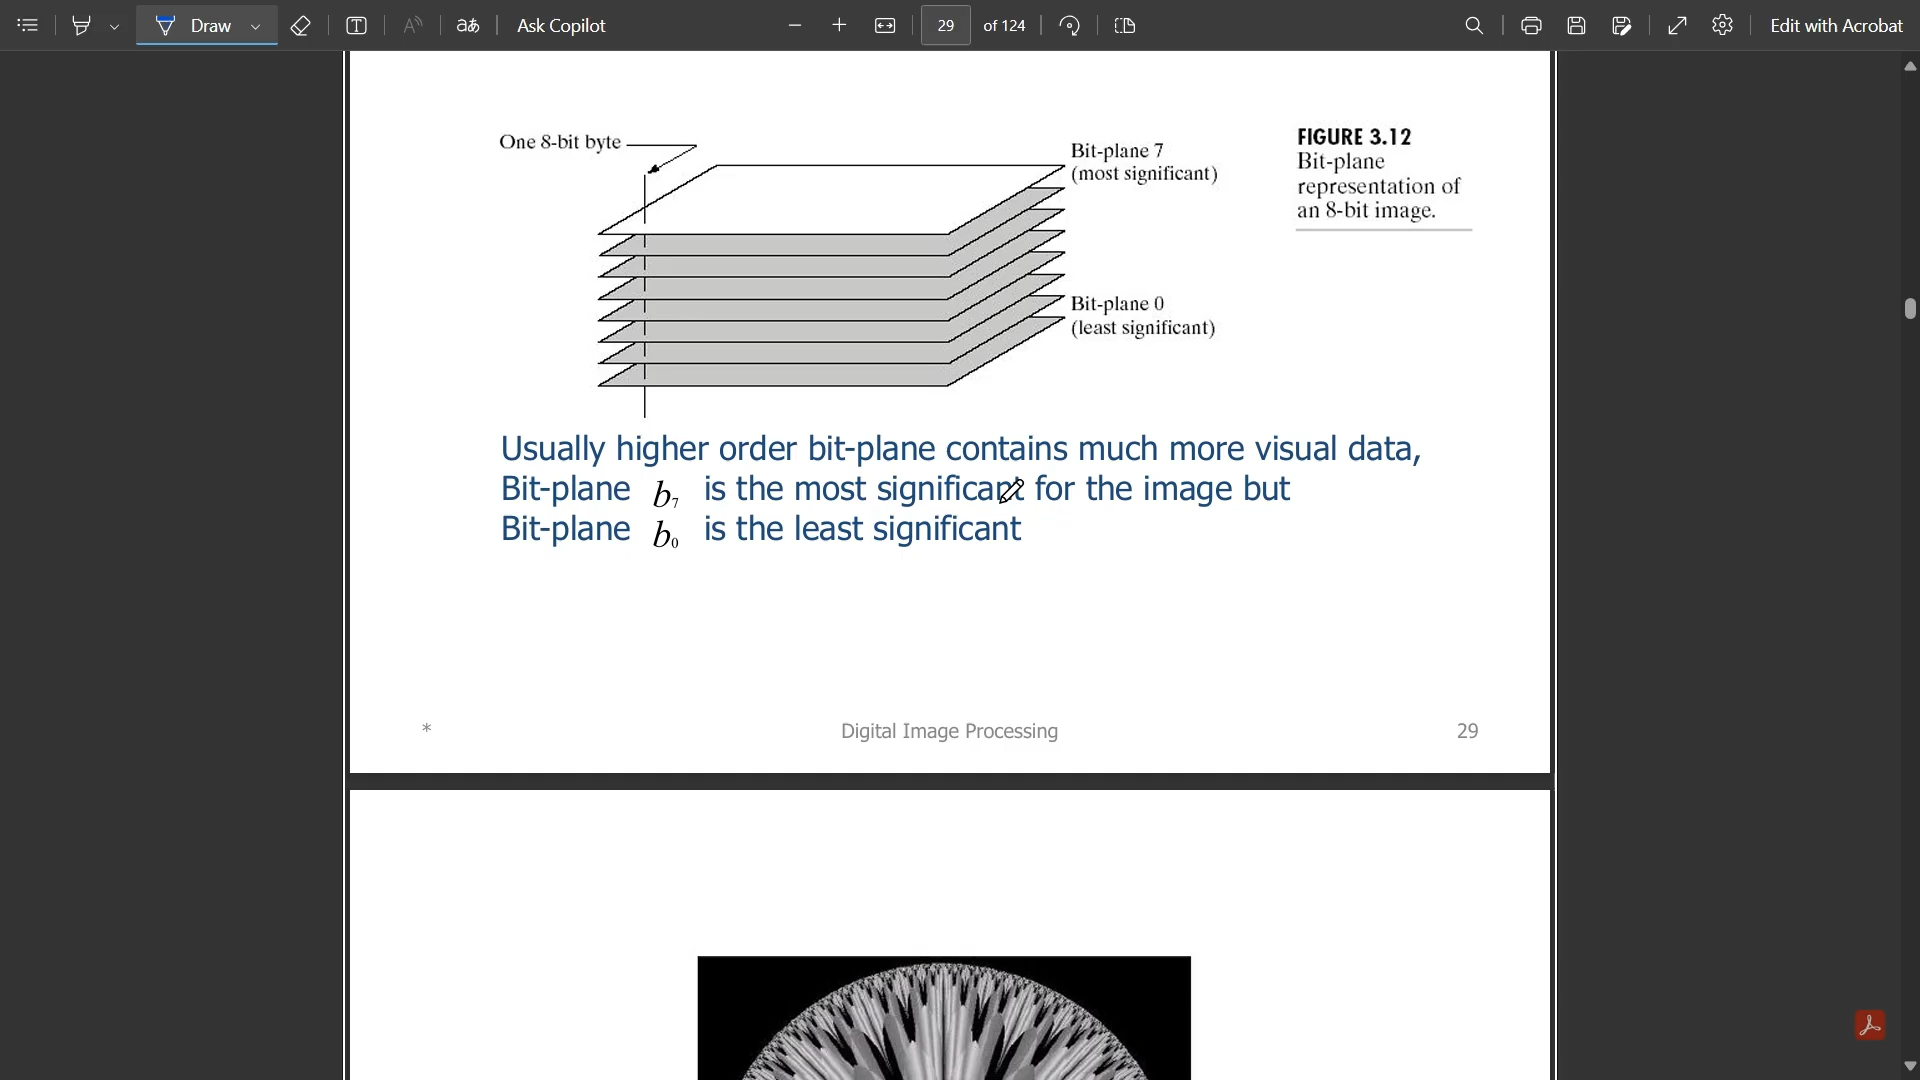 Draw
aあ
Ask Copilot
29
of 124
Edit with Acrobat
One 8-bit byte
Bit-plane 7
(most significant)
Bit-plane 0
(least significant)
FIGURE 3.12
Bit-plane
representation of
an 8-bit image.
Usually higher order bit-plane contains much more visual data,
Bit-plane b₇ is the most significant for the image but
Bit-plane b₀ is the least significant
*
Digital Image Processing
29